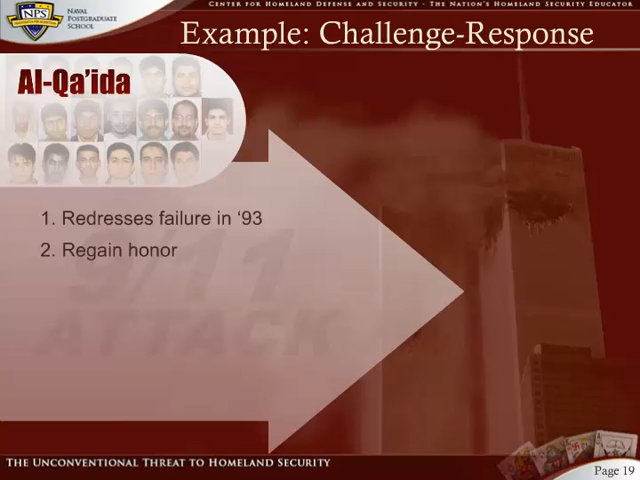 CENTER FOR HOMELAND DEFENSE AND SECURITY - THE NATION'S HOMELAND SECURITY EDUCATOR
NPS
NAVAL
POSTGRADUATE
SCHOOL
Example: Challenge-Response
Al-Qa'ida
1. Redresses failure in ‘93
2. Regain honor
9/11
ATTACK
THE UNCONVENTIONAL THREAT TO HOMELAND SECURITY
Page 19